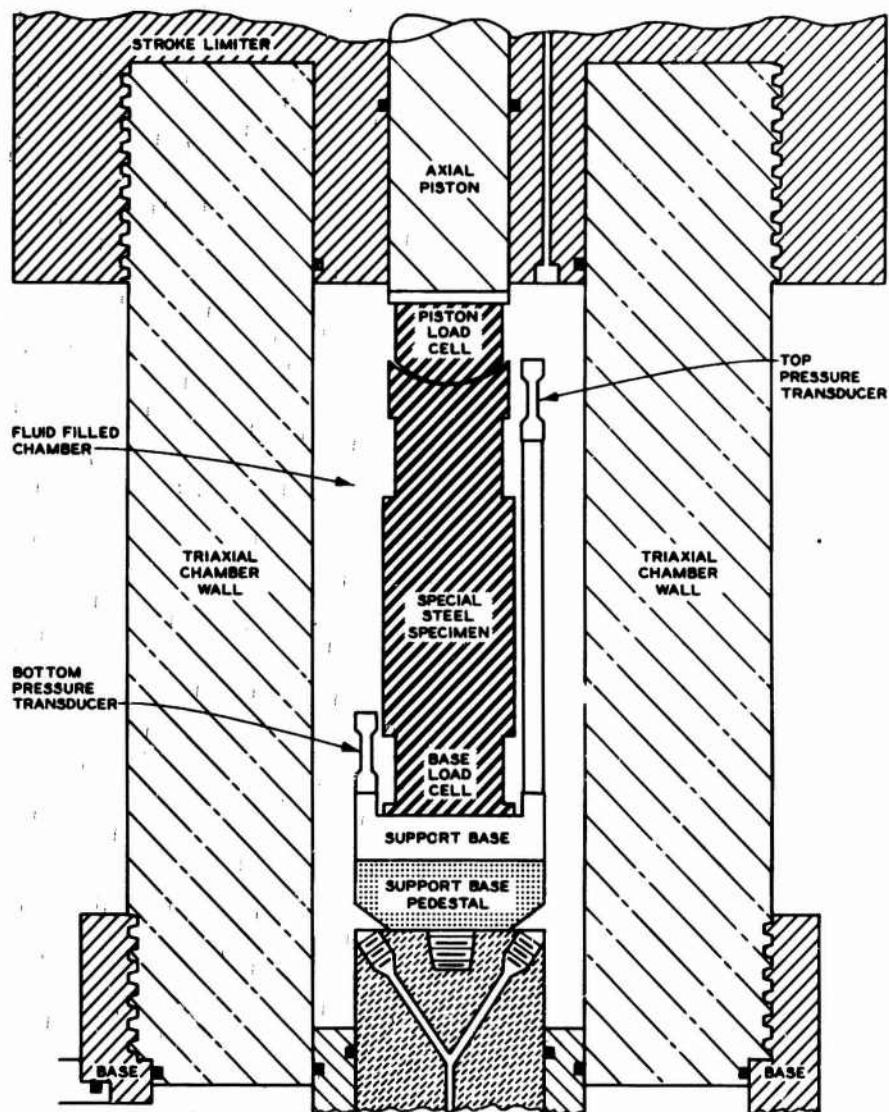 STROKE LIMITER
AXIAL
PISTON
PISTON
LOAD
CELL
TOP
PRESSURE
TRANSDUCER
FLUID FILLED
CHAMBER
TRIAXIAL
CHAMBER
WALL
TRIAXIAL
CHAMBER
WALL
SPECIAL
STEEL
SPECIMEN
BOTTOM
PRESSURE
TRANSDUCER
BASE
LOAD
CELL
SUPPORT BASE
SUPPORT BASE
PEDESTAL
BASE
BASE